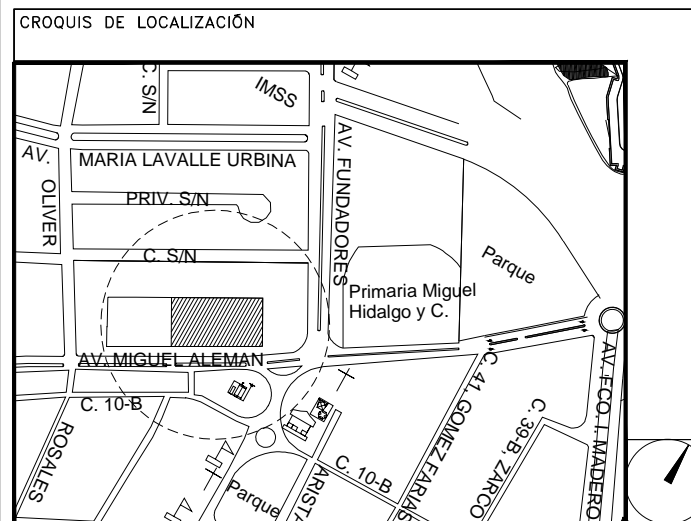 CROQUIS DE LOCALIZACIÓN
C. S/N
IMSS
AV. FUNDADORES
AV.
OLIVER
MARIA LAVALLE URBINA
PRIV. S/N
C. S/N
Parque
Primaria Miguel
Hidalgo y C.
AV. MIGUEL ALEMAN
C. 10-B
ROSALES
Parque
C. 10-B
C. 41, GOMEZ FARIAS
C. 39-B, ZARCO
AV. FCO. I. MADERO